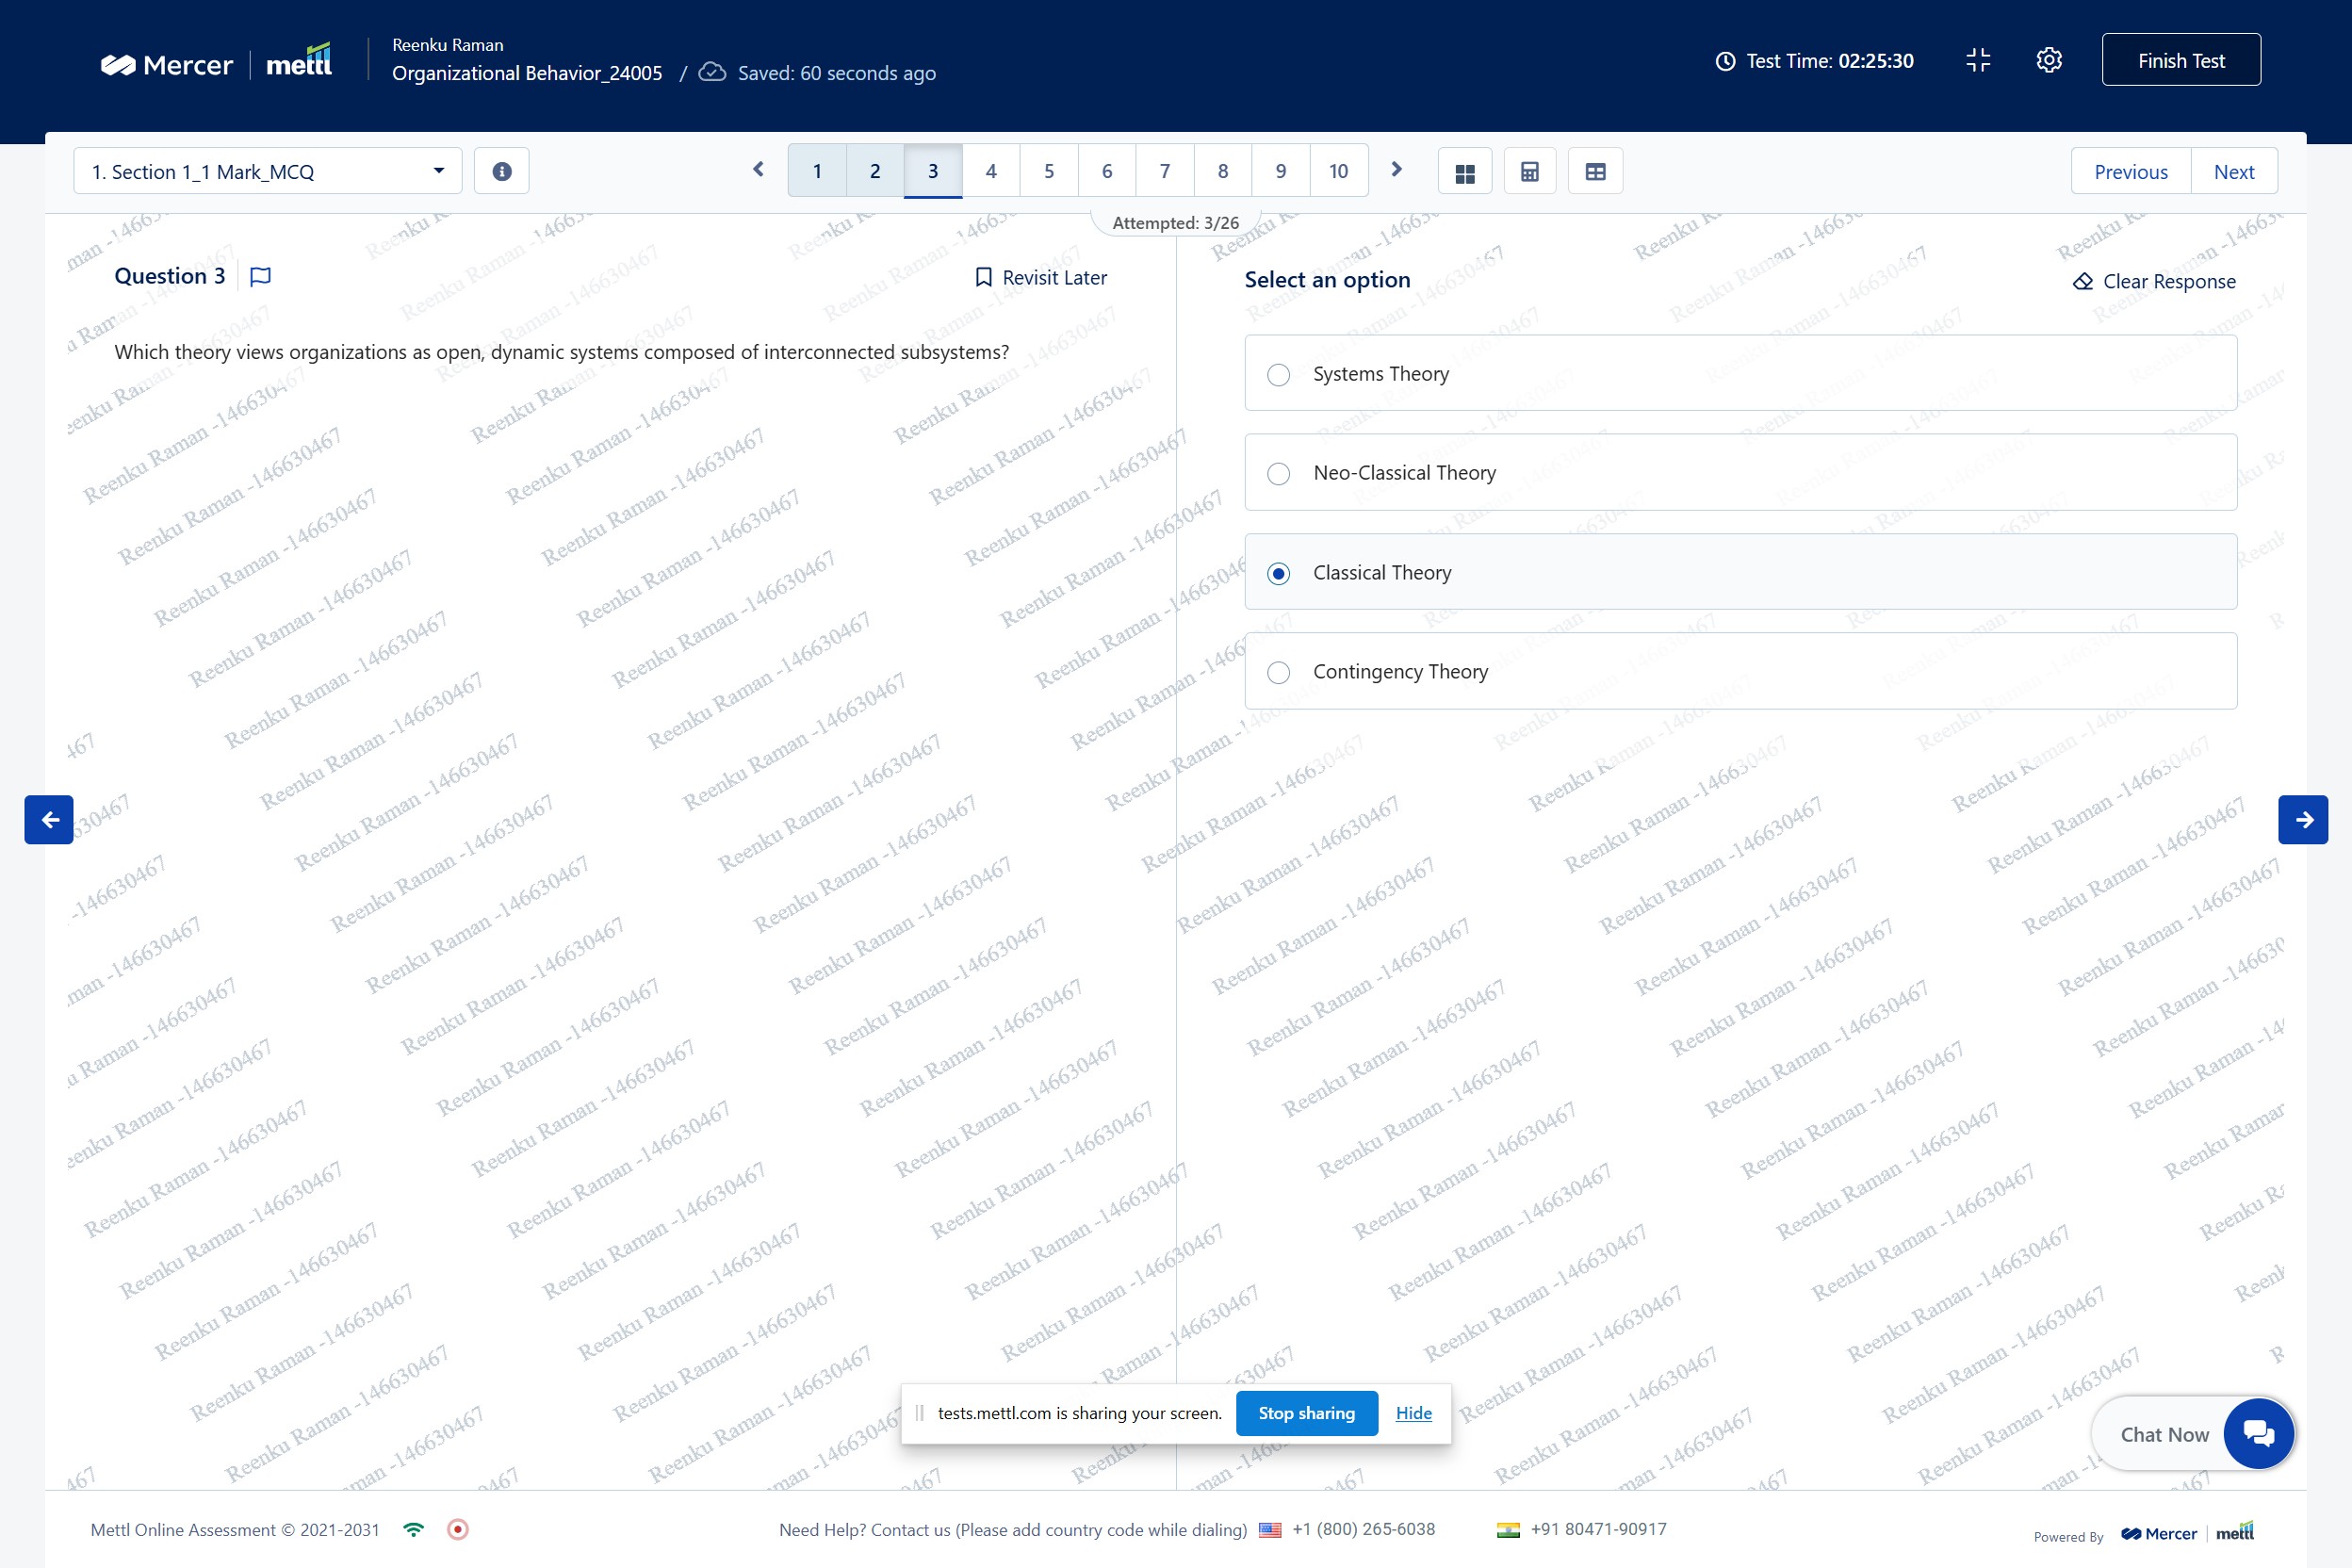 Mercer | mettl
Reenku Raman
Organizational Behavior_24005 / Saved: 60 seconds ago
Test Time: 02:25:30
Finish Test
1. Section 1_1 Mark_MCQ
1 2 3 4 5 6 7 8 9 10
Previous
Next
Attempted: 3/26
Question 3
Revisit Later
Which theory views organizations as open, dynamic systems composed of interconnected subsystems?
Select an option
Clear Response
Systems Theory
Neo-Classical Theory
Classical Theory
Contingency Theory
Reenku Raman -146630467
tests.mettl.com is sharing your screen.
Stop sharing
Hide
Chat Now
Mettl Online Assessment © 2021-2031
Need Help? Contact us (Please add country code while dialing) +1 (800) 265-6038 +91 80471-90917
Powered By Mercer | mettl